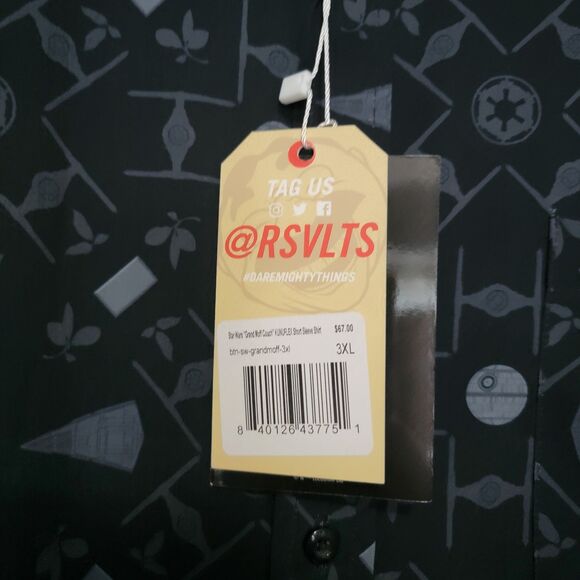 TAG US
@RSVLTS
#DAREMIGHTYTHINGS
Star Wars "Grand Moff Couch" KUNUFLEX Short Sleeve Shirt $67.00
btn-sw-grandmoff-3xl 3XL
8 40126 43775 1